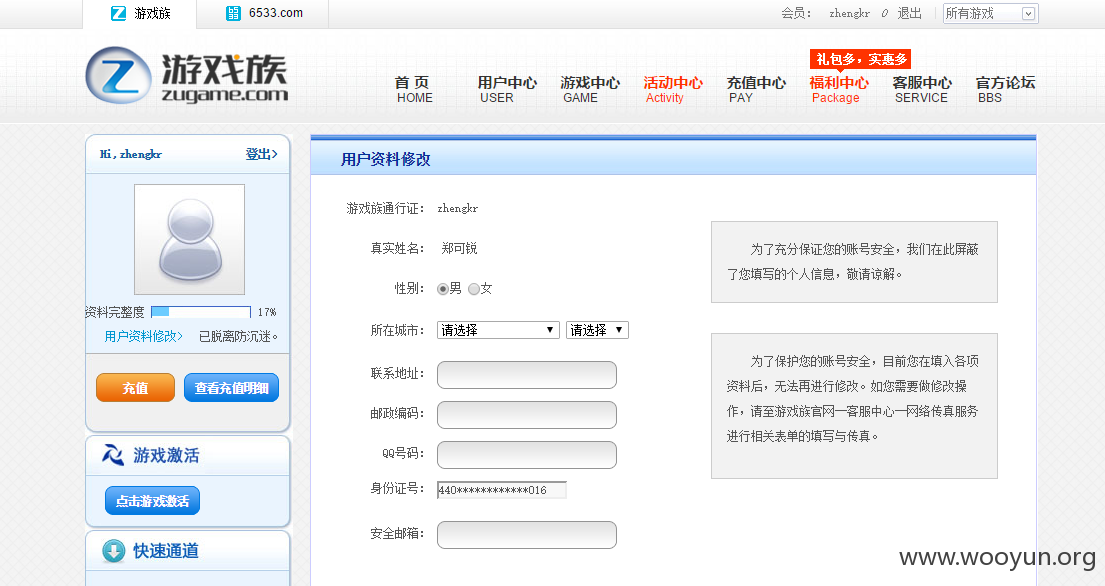 游戏族 6533.com 会员： zhengkr 0 退出 所有游戏
游戏族
zugame.com
礼包多，实惠多
首 页 用户中心 游戏中心 活动中心 充值中心 福利中心 客服中心 官方论坛
HOME USER GAME Activity PAY Package SERVICE BBS
Hi,zhengkr 登出>
资料完整度 17%
用户资料修改> 已脱离防沉迷。
充值 查看充值明细
游戏激活
点击游戏激活
快速通道
用户资料修改
游戏族通行证： zhengkr
真实姓名： 郑可锐
性别： 男 女
所在城市： 请选择 请选择
联系地址：
邮政编码：
QQ号码：
身份证号： 440************016
安全邮箱：
为了充分保证您的账号安全，我们在此屏蔽
了您填写的个人信息，敬请谅解。
为了保护您的账号安全，目前您在填入各项
资料后，无法再进行修改。如您需要做修改操
作，请至游戏族官网—客服中心—网络传真服务
进行相关表单的填写与传真。
www.wooyun.org